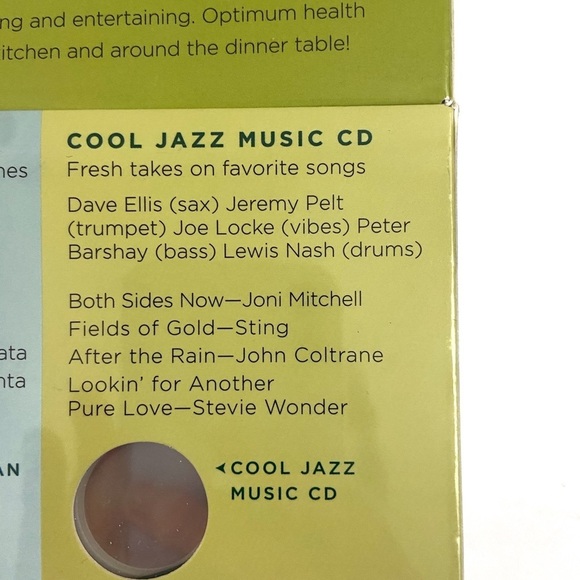 ng and entertaining. Optimum health
itchen and around the dinner table!
COOL JAZZ MUSIC CD
Fresh takes on favorite songs
Dave Ellis (sax) Jeremy Pelt
(trumpet) Joe Locke (vibes) Peter
Barshay (bass) Lewis Nash (drums)
Both Sides Now—Joni Mitchell
Fields of Gold—Sting
After the Rain—John Coltrane
Lookin’ for Another
Pure Love—Stevie Wonder
◄COOL JAZZ
MUSIC CD
nes
ata
nta
AN